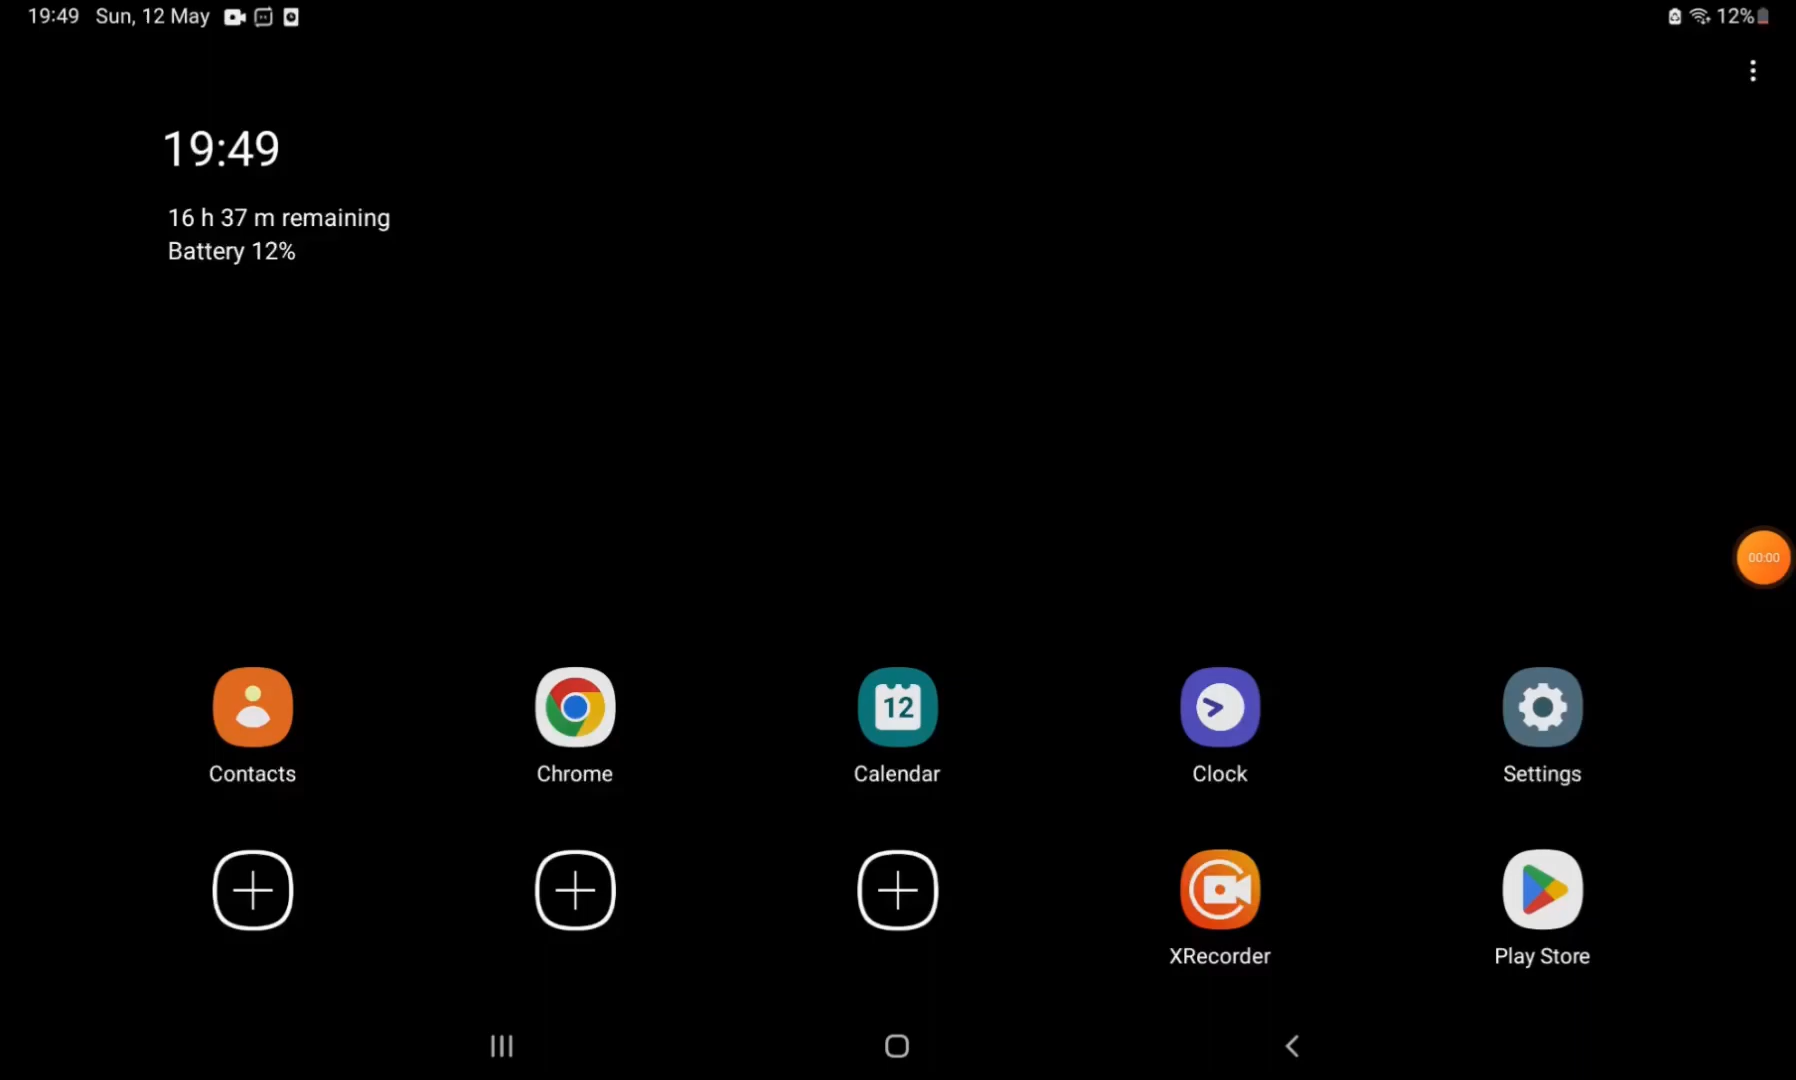 19:49 Sun, 12 May
12%
19:49
16 h 37 m remaining
Battery 12%
00:00
12
Contacts
Chrome
Calendar
Clock
Settings
XRecorder
Play Store